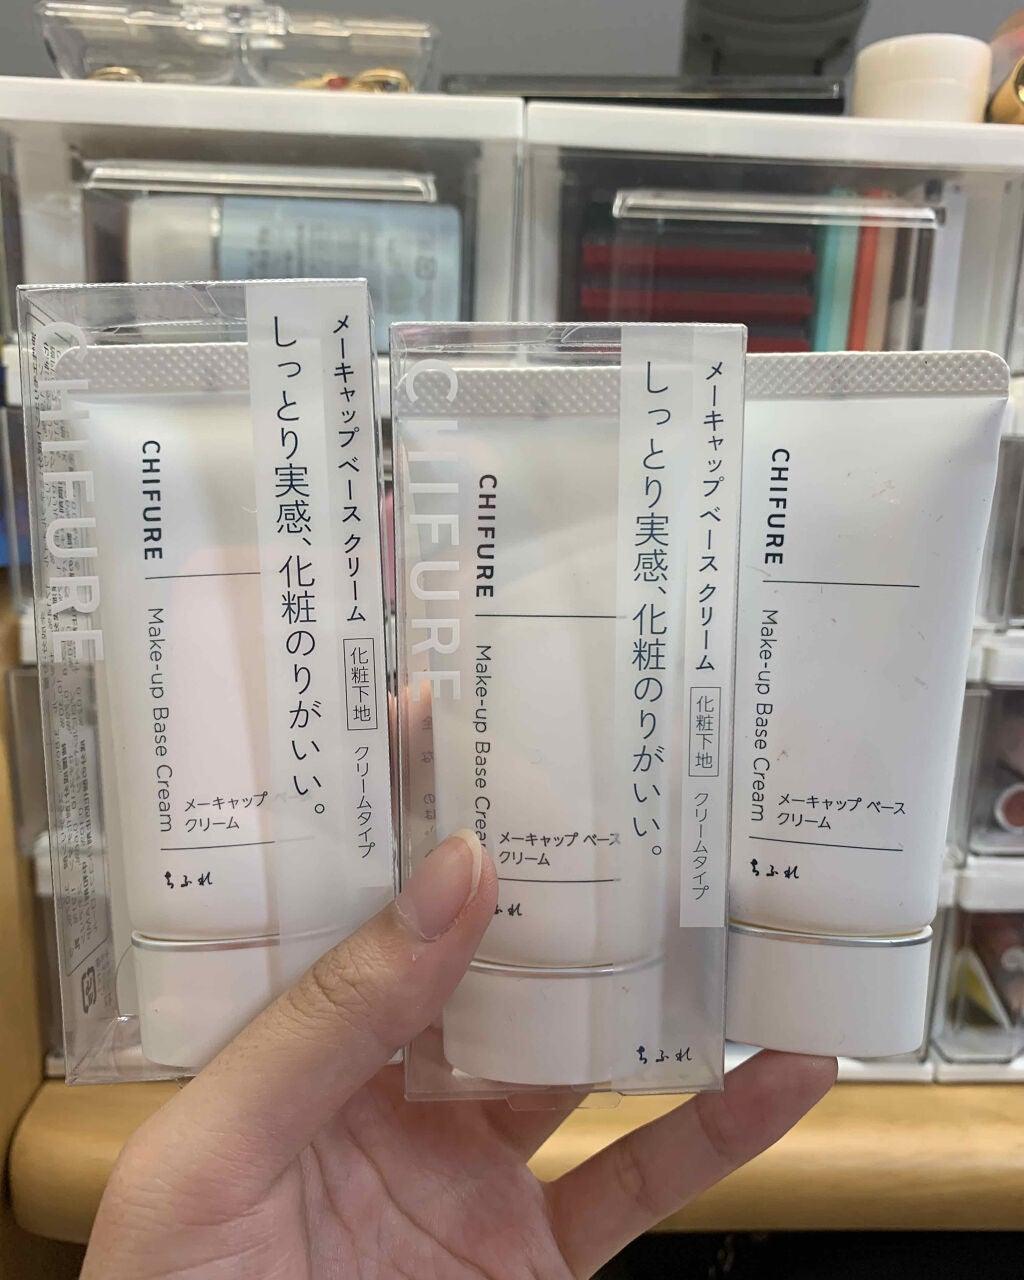 CHIFURE
CHIFURE
Make-up Base Cream
メーキャップ ベース
クリーム
ちふれ
メーキャップ ベース クリーム 化粧下地 クリームタイプ
しっとり実感、化粧のりがいい。
CHIFURE
CHIFURE
Make-up Base Cream
メーキャップ ベース
クリーム
ふれ
メーキャップ ベース クリーム 化粧下地 クリームタイプ
しっとり実感、化粧のりがいい。
ちふれ
CHIFURE
Make-up Base Cream
メーキャップ ベース
クリーム
ちふれ